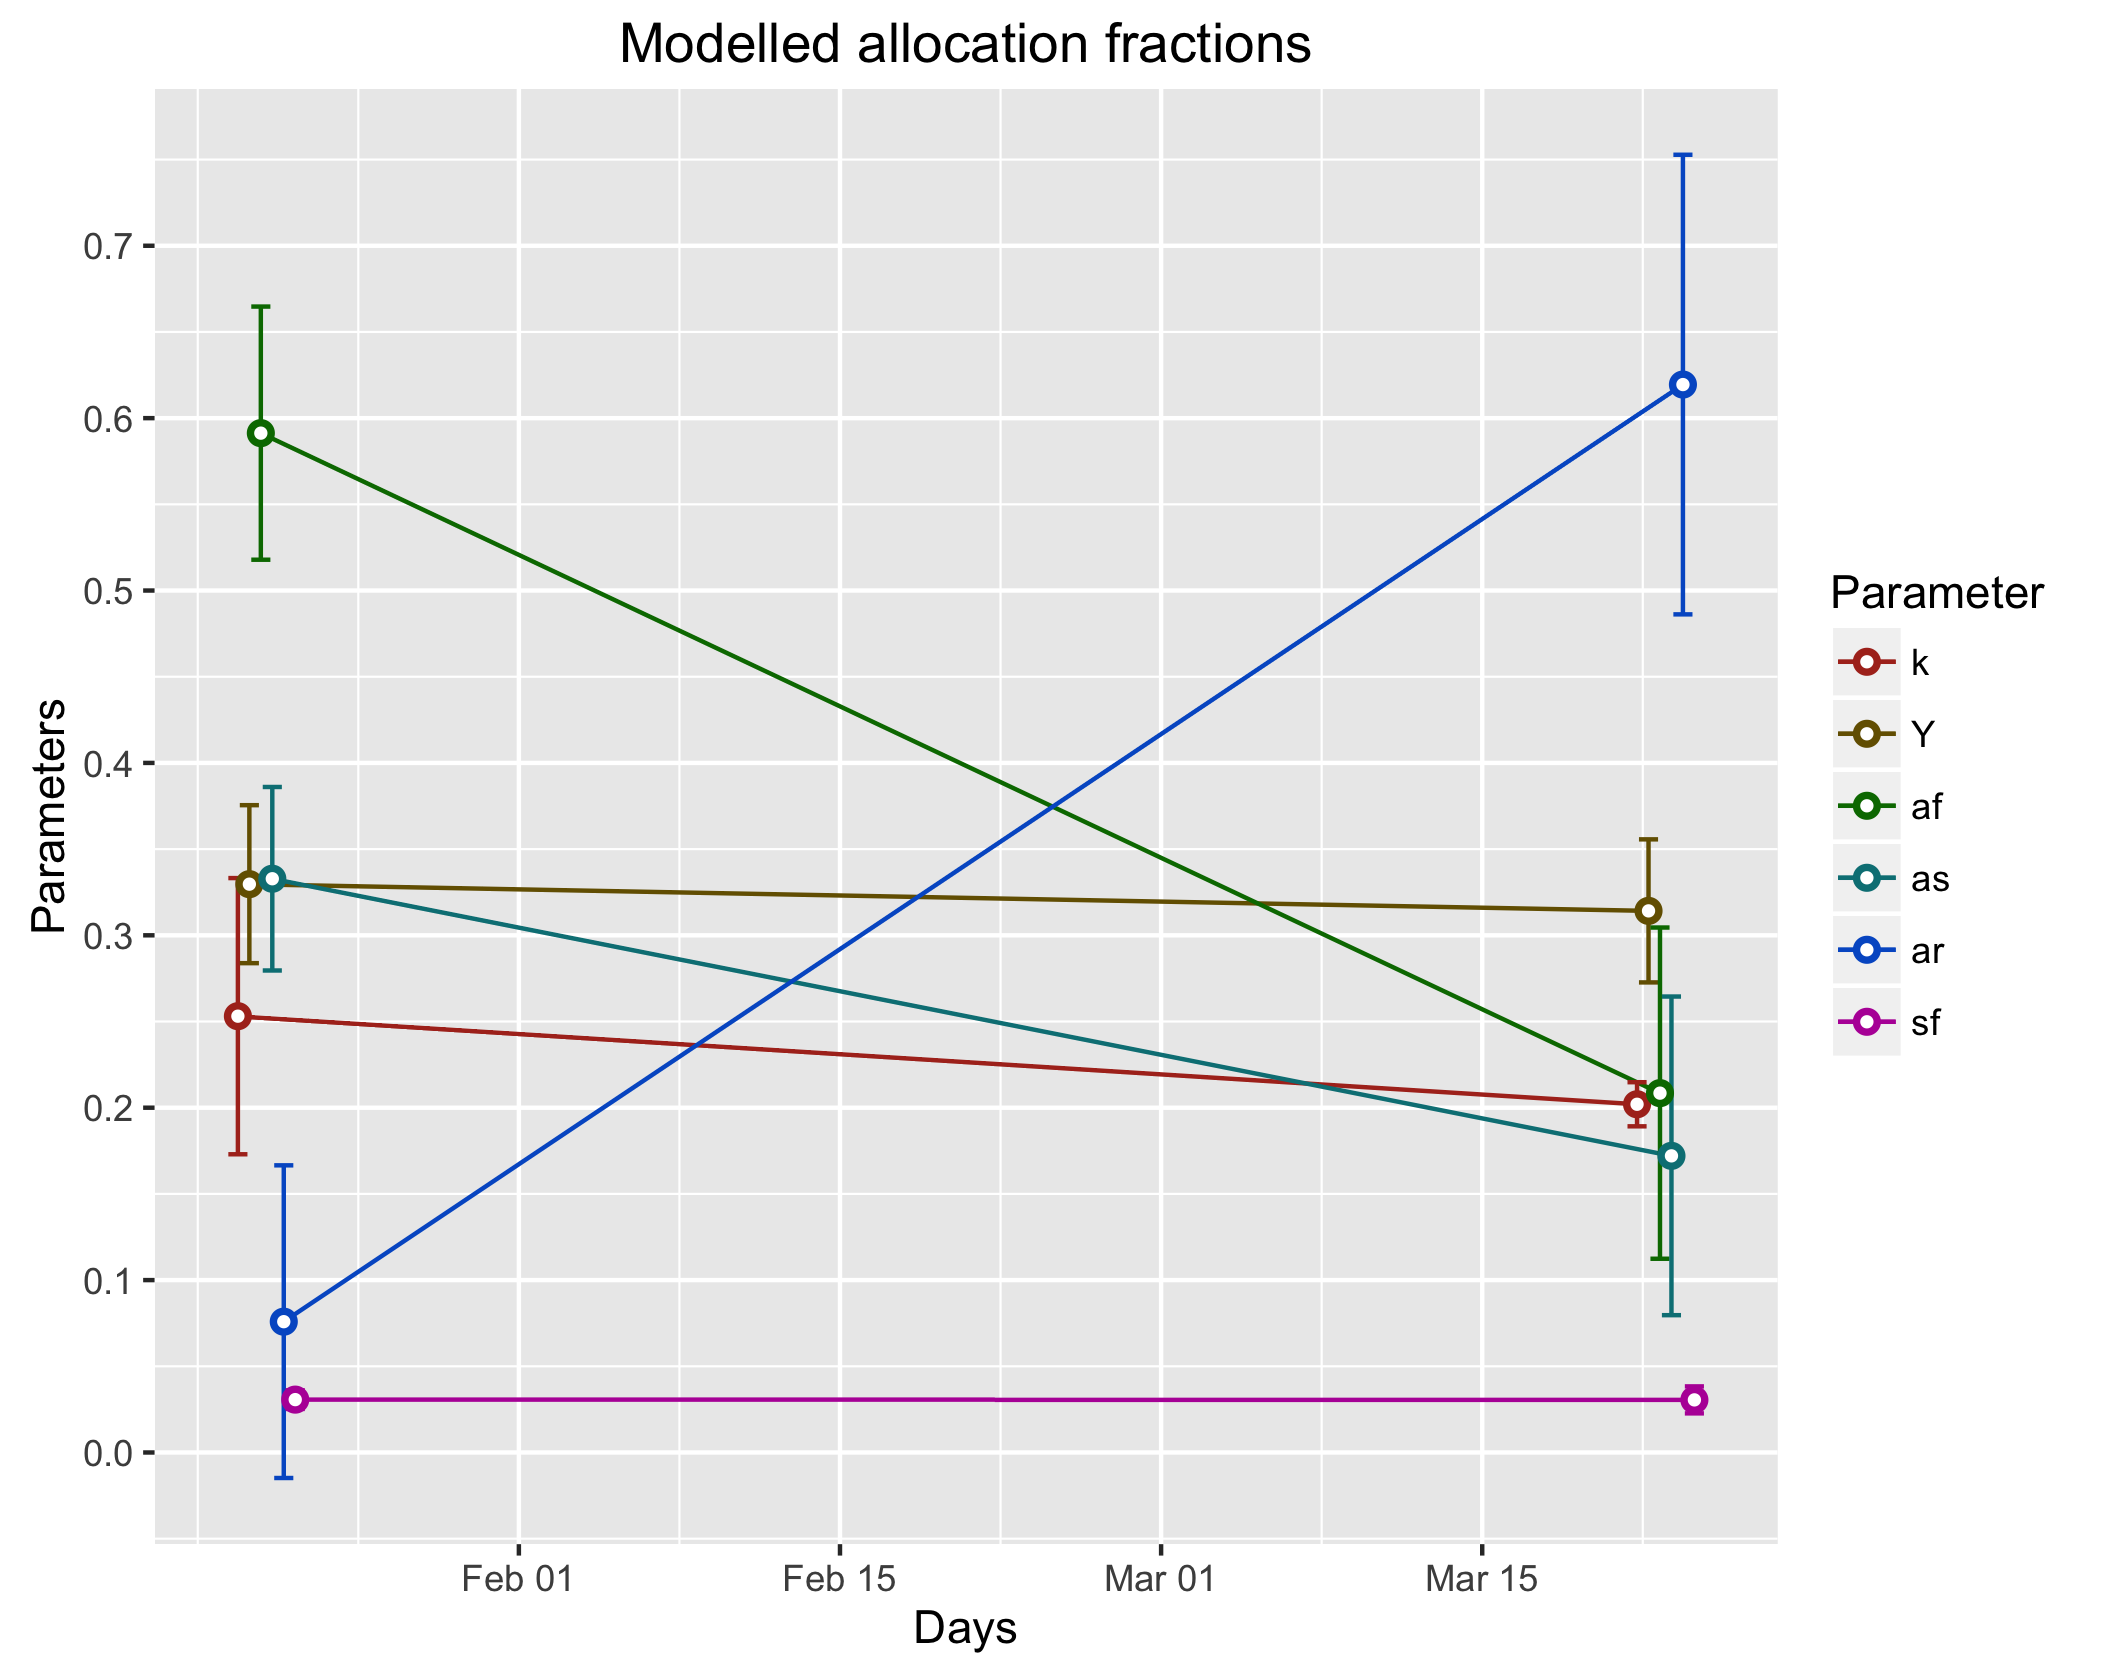 Modelled allocation fractions
Parameters
0.7
0.6
0.5
0.4
0.3
0.2
0.1
0.0
Feb 01
Feb 15
Mar 01
Mar 15
Days
Parameter
k
Y
af
as
ar
sf